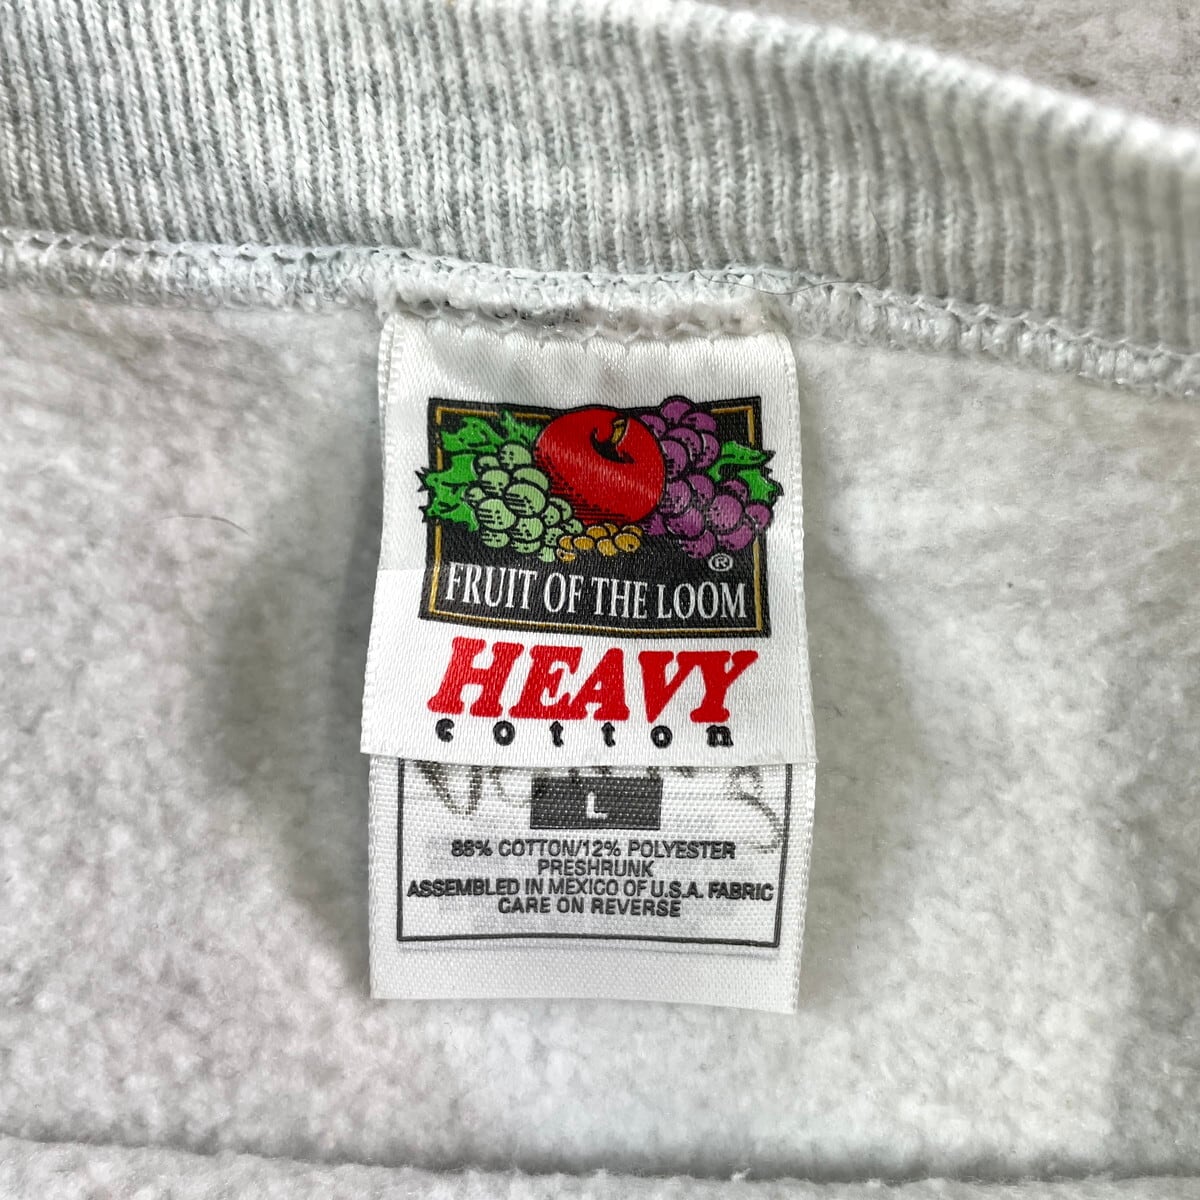 ®
FRUIT OF THE LOOM
HEAVY
cotton
L
88% COTTON/12% POLYESTER
PRESHRUNK
ASSEMBLED IN MEXICO OF U.S.A. FABRIC
CARE ON REVERSE